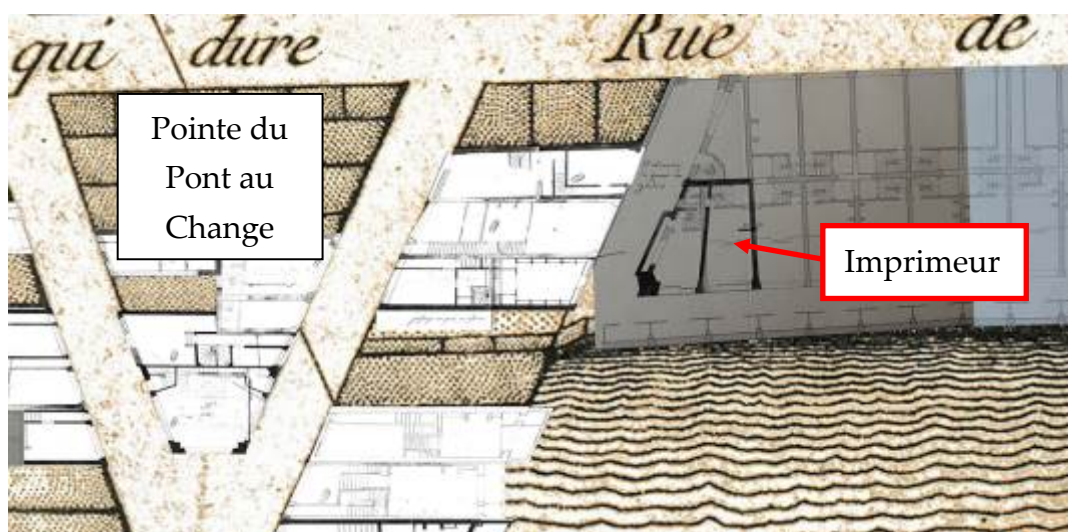 qui dure Rue de
Pointe du
Pont au
Change
Imprimeur